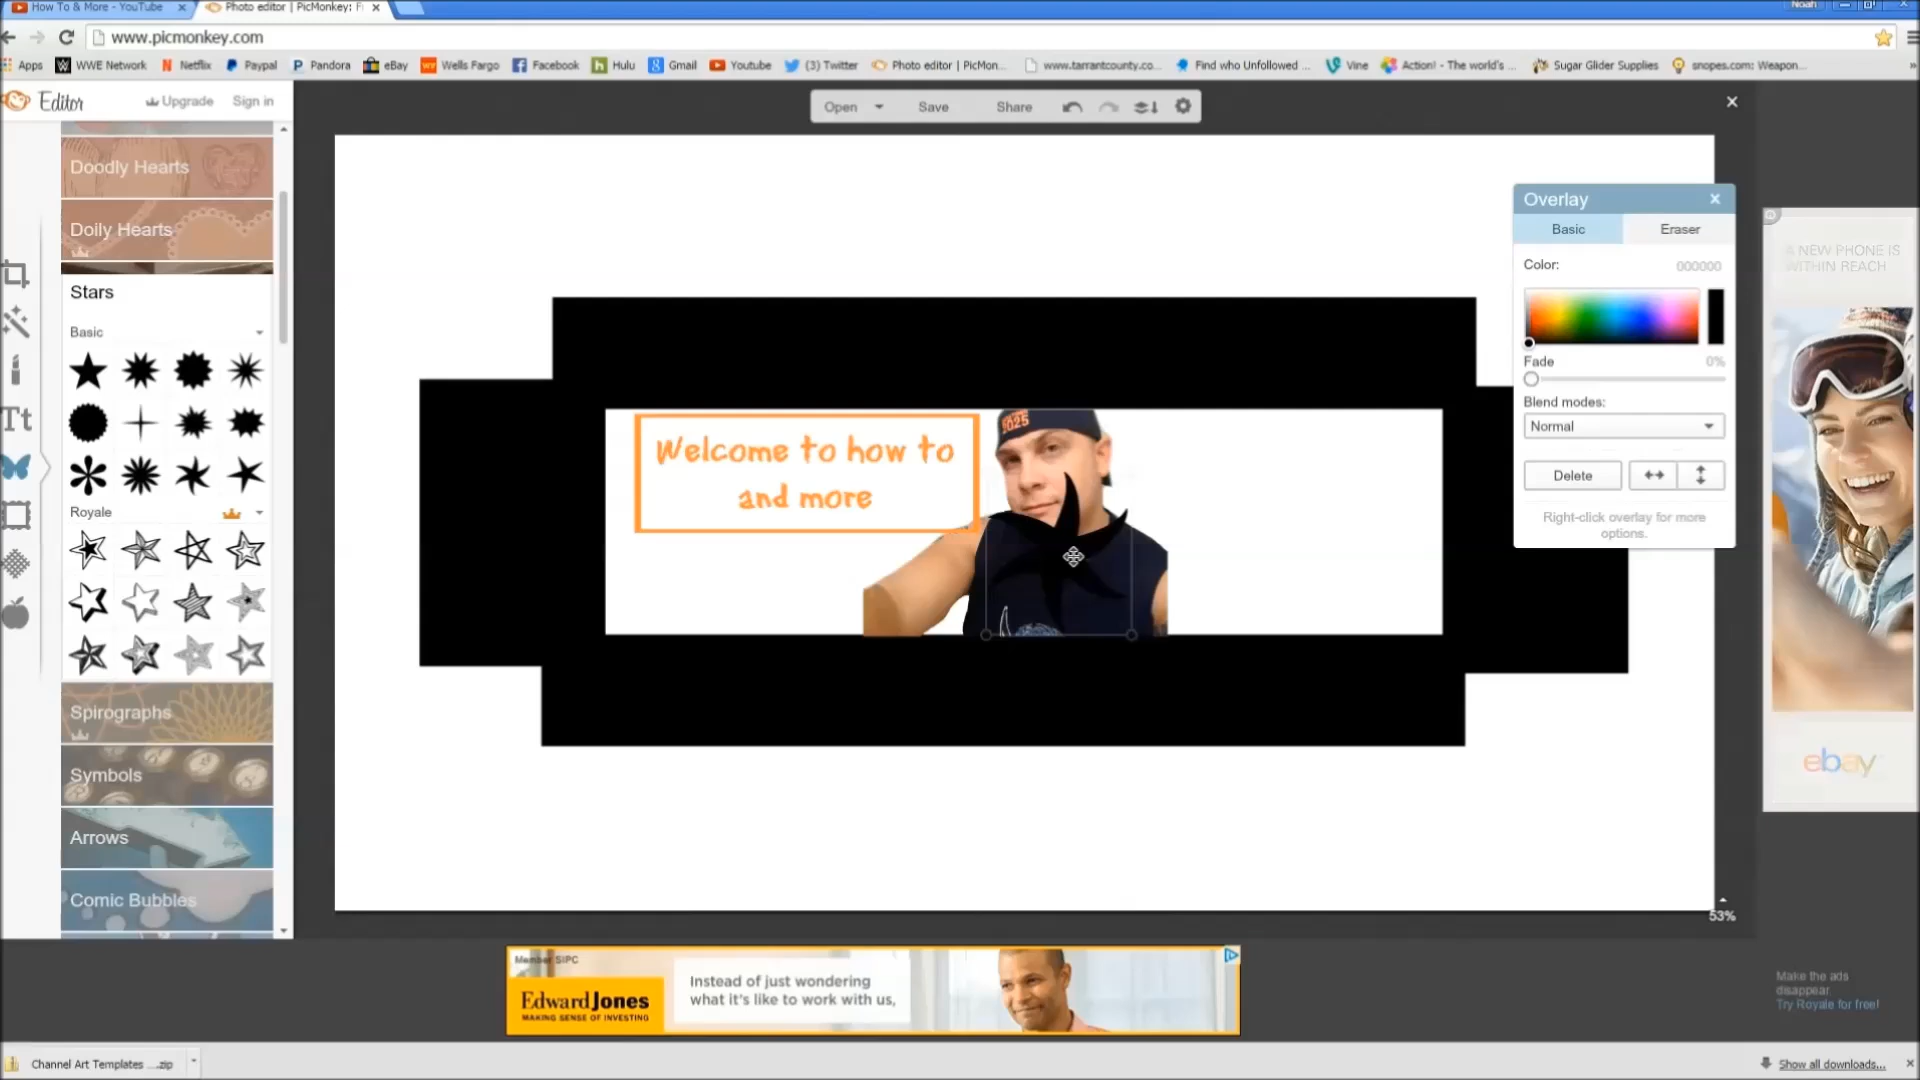 How To & More - YouTube
Photo editor | PicMonkey: F
Noah
www.picmonkey.com
Apps
WWE Network
Netflix
Paypal
Pandora
eBay
Wells Fargo
Facebook
Hulu
Gmail
Youtube
(3) Twitter
Photo editor | PicMon...
www.tarrantcounty.co...
Find who Unfollowed ...
Vine
Action! - The world's ...
Sugar Glider Supplies
snopes.com: Weapon...
Editor
Upgrade
Sign in
Open
Save
Share
Doodly Hearts
Doily Hearts
Stars
Basic
Royale
Spirographs
Symbols
Arrows
Comic Bubbles
Welcome to how to
and more
2025
Overlay
Basic
Eraser
Color:
000000
Fade
0%
Blend modes:
Normal
Delete
Right-click overlay for more
options.
53%
A NEW PHONE IS
WITHIN REACH
ebay
Make the ads
disappear.
Try Royale for free!
Member SIPC
Edward Jones
MAKING SENSE OF INVESTING
Instead of just wondering
what it's like to work with us,
Channel Art Templates ....zip
Show all downloads...